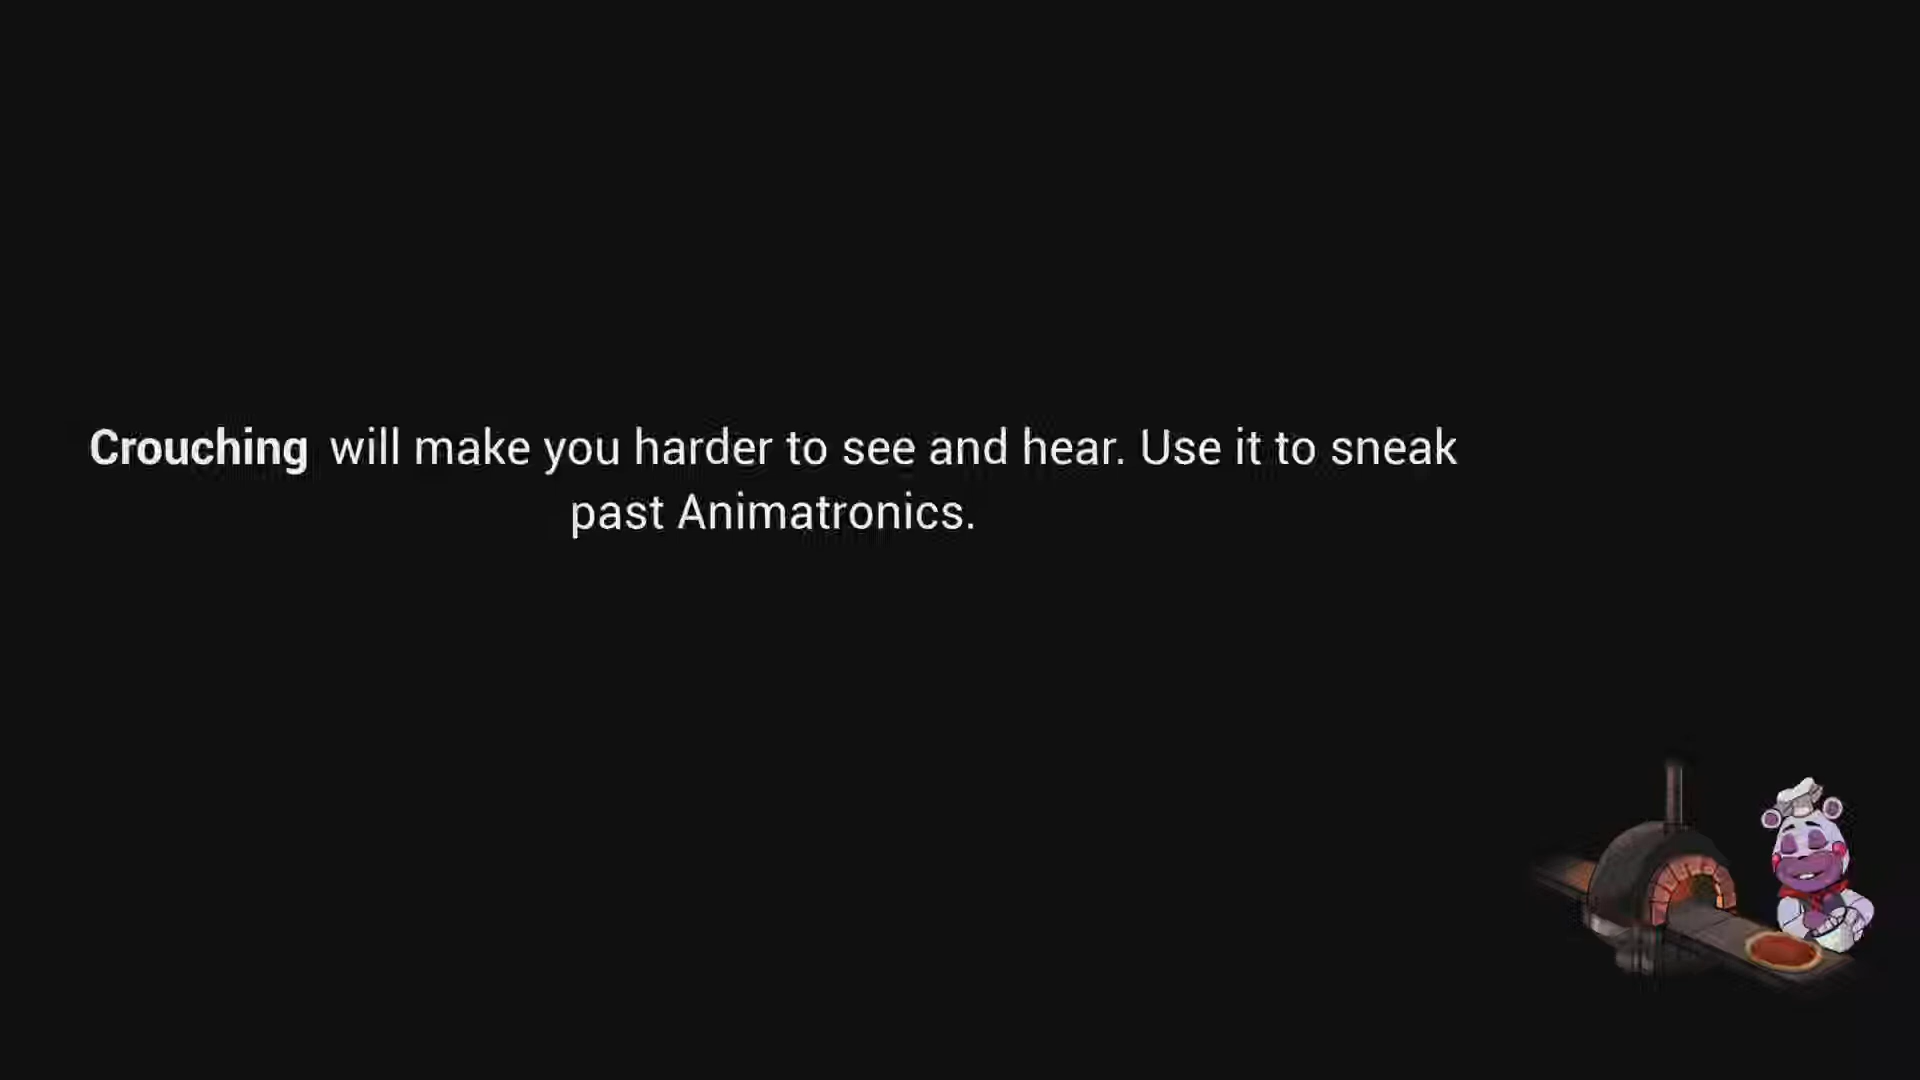 Crouching will make you harder to see and hear. Use it to sneak
past Animatronics.